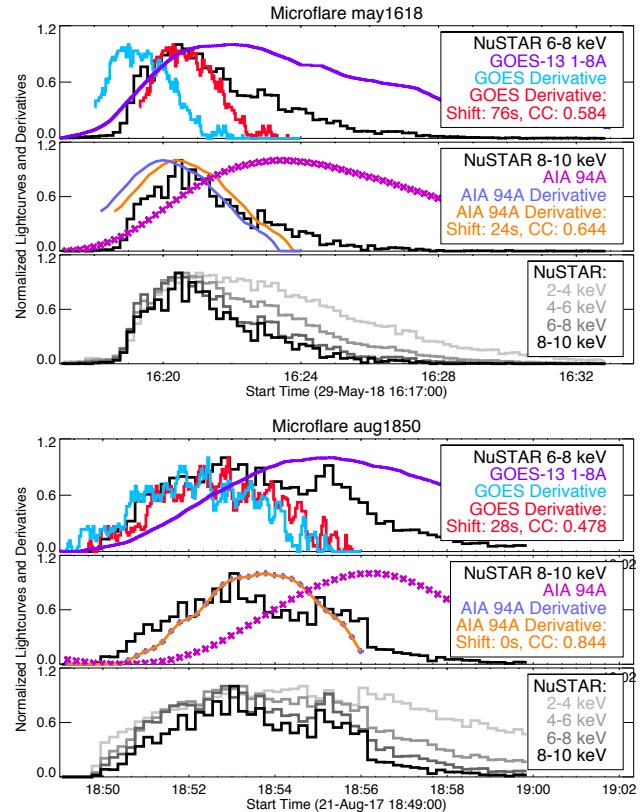 Microflare may1618
Normalized Lightcurves and Derivatives
1.2
0.6
0.0
NuSTAR 6-8 keV
GOES-13 1-8A
GOES Derivative
GOES Derivative:
Shift: 76s, CC: 0.584
1.2
0.6
0.0
NuSTAR 8-10 keV
AIA 94A
AIA 94A Derivative
AIA 94A Derivative:
Shift: 24s, CC: 0.644
1.2
0.6
0.0
NuSTAR:
2-4 keV
4-6 keV
6-8 keV
8-10 keV
16:20 16:24 16:28 16:32
Start Time (29-May-18 16:17:00)
Microflare aug1850
Normalized Lightcurves and Derivatives
1.2
0.6
0.0
NuSTAR 6-8 keV
GOES-13 1-8A
GOES Derivative
GOES Derivative:
Shift: 28s, CC: 0.478
1.2
0.6
0.0
NuSTAR 8-10 keV
AIA 94A
AIA 94A Derivative
AIA 94A Derivative:
Shift: 0s, CC: 0.844
1.2
0.6
0.0
NuSTAR:
2-4 keV
4-6 keV
6-8 keV
8-10 keV
18:50 18:52 18:54 18:56 18:58 19:00 19:02
Start Time (21-Aug-17 18:49:00)